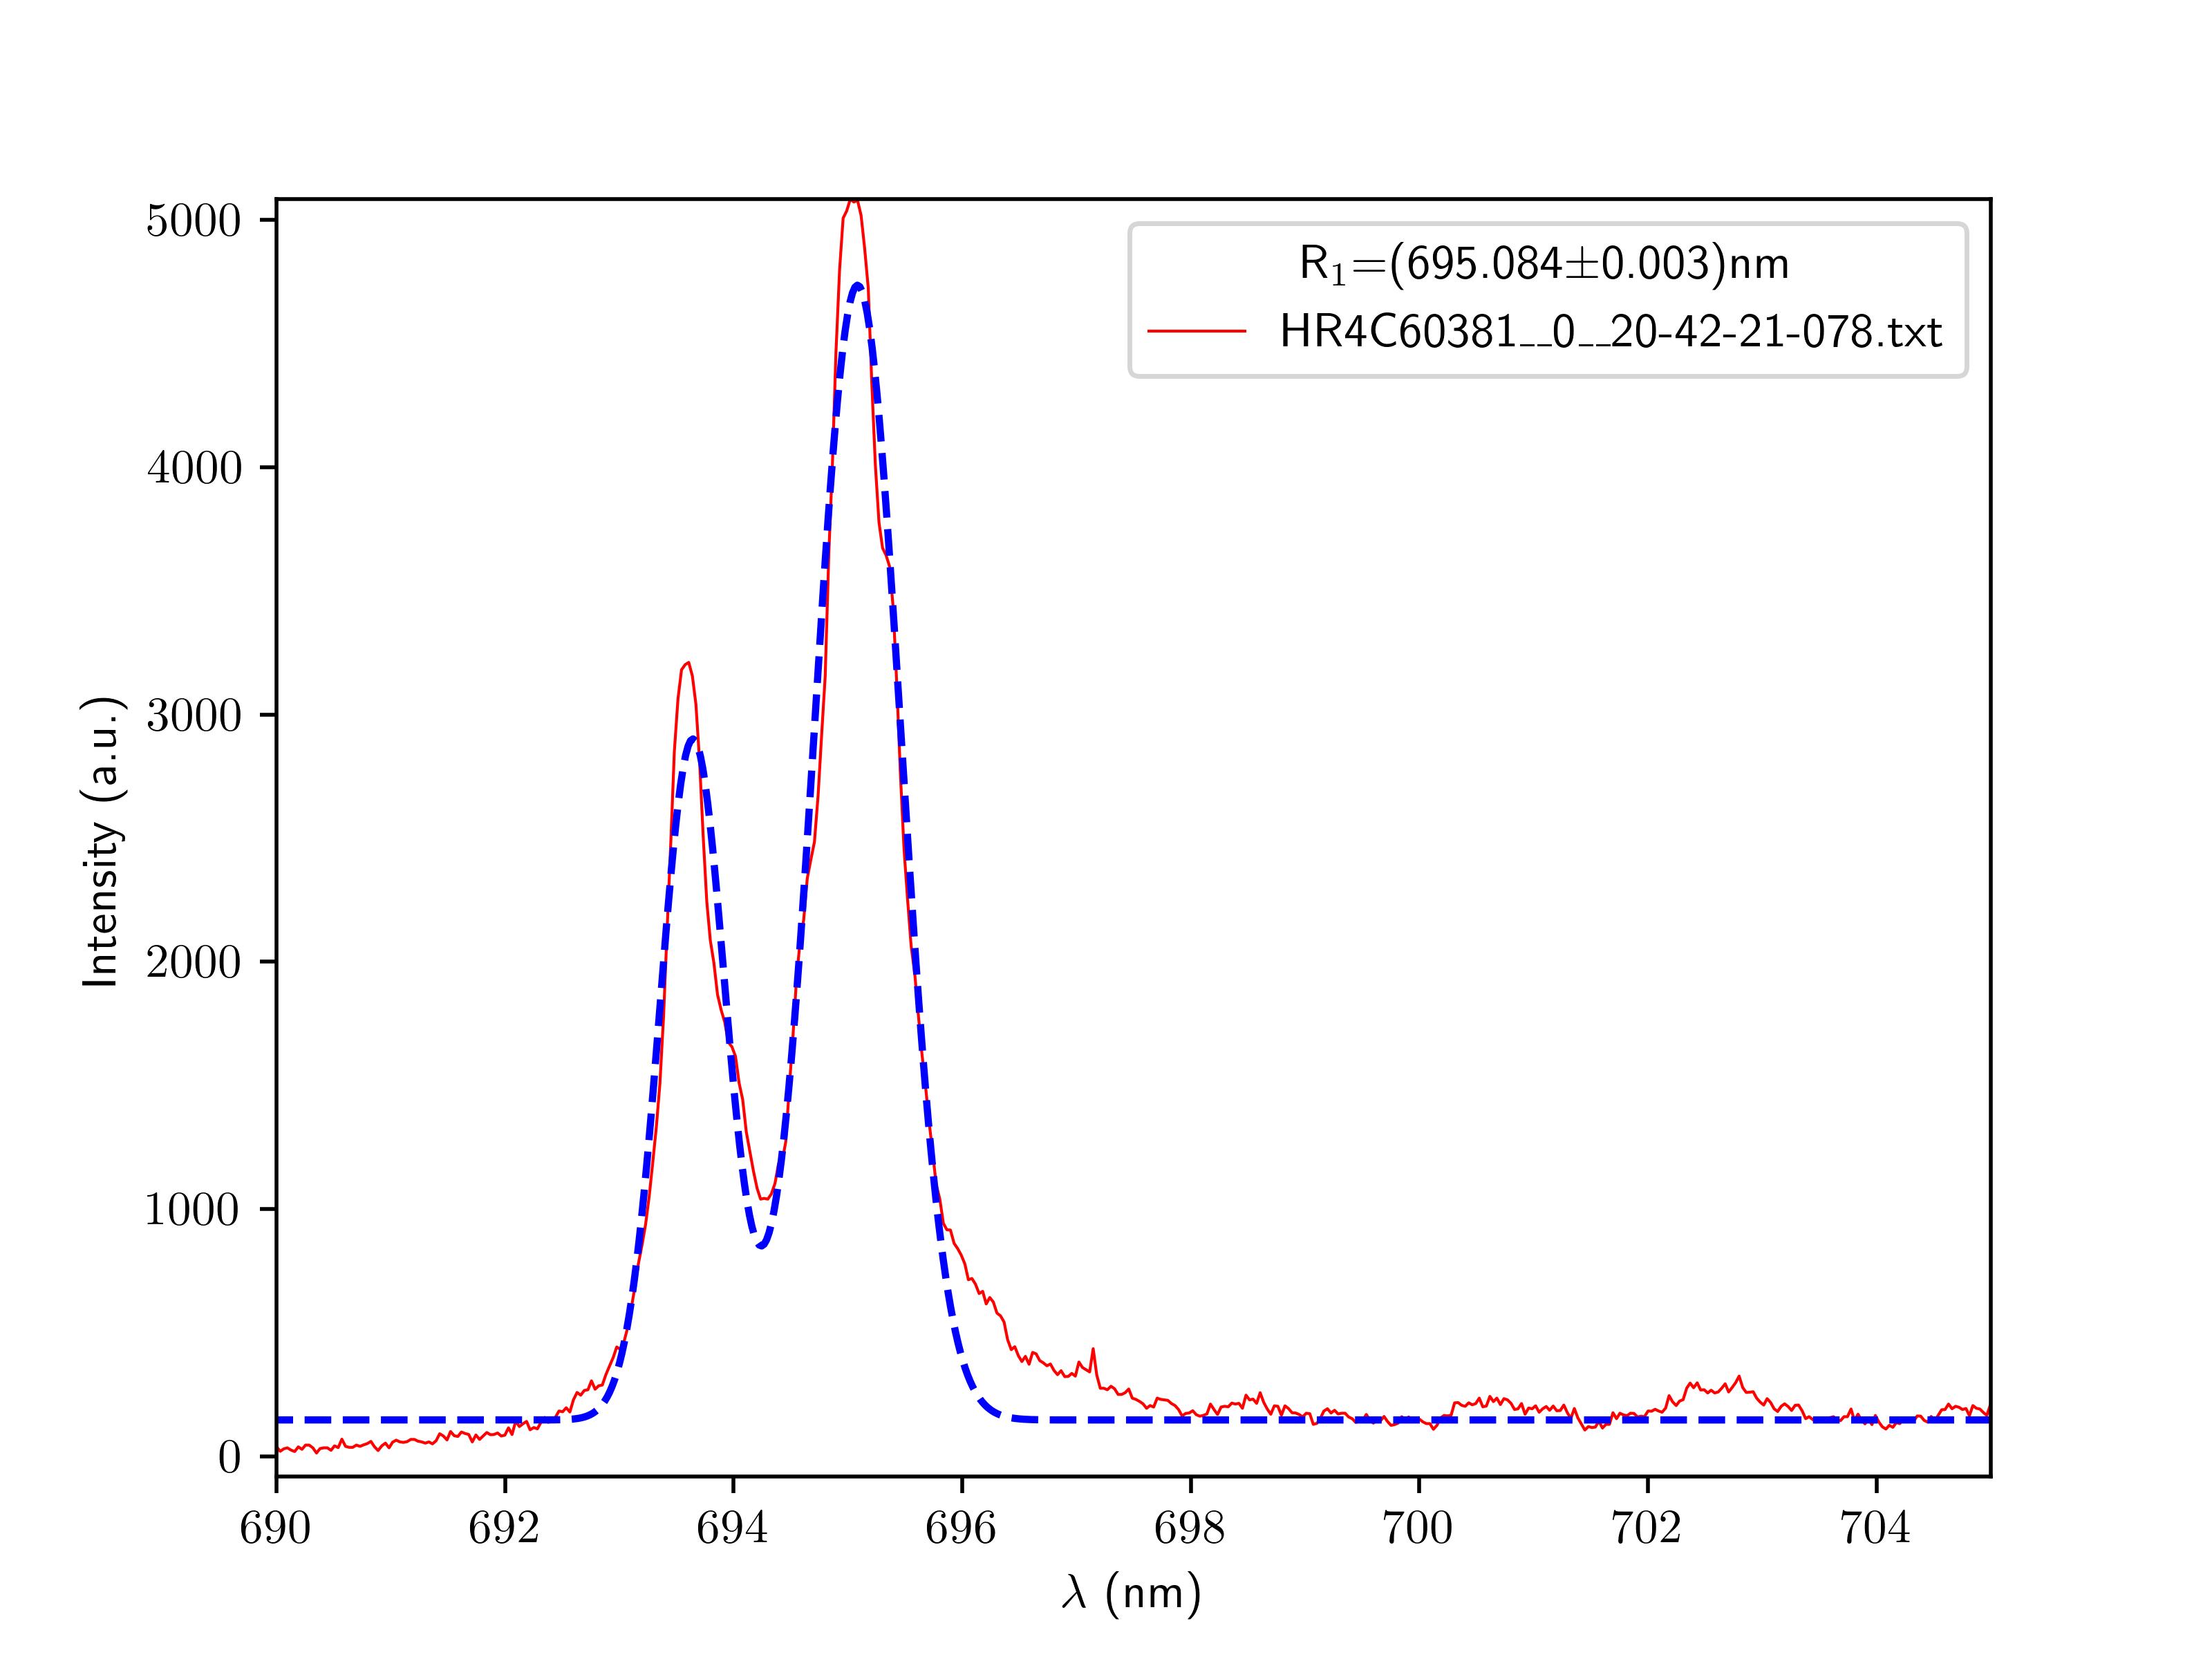 R₁=(695.084±0.003)nm
HR4C60381__0__20-42-21-078.txt
5000
4000
3000
2000
1000
0
Intensity (a.u.)
690 692 694 696 698 700 702 704
λ (nm)